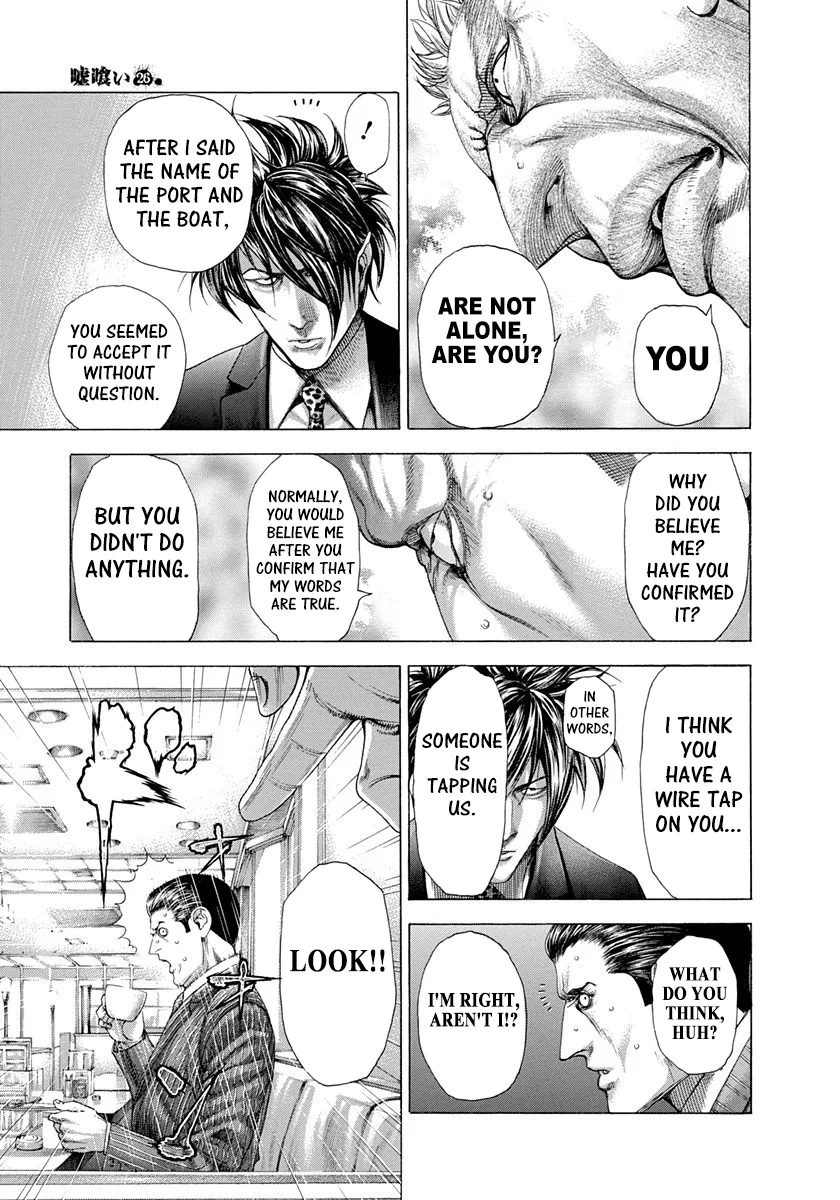 嘘喰い 26
YOU
ARE NOT
ALONE,
ARE YOU?
!
AFTER I SAID
THE NAME OF
THE PORT AND
THE BOAT,
YOU SEEMED
TO ACCEPT IT
WITHOUT
QUESTION.
WHY
DID YOU
BELIEVE
ME?
HAVE YOU
CONFIRMED
IT?
NORMALLY,
YOU WOULD
BELIEVE ME
AFTER YOU
CONFIRM THAT
MY WORDS
ARE TRUE.
BUT YOU
DIDN'T DO
ANYTHING.
I THINK
YOU
HAVE A
WIRE TAP
ON YOU...
IN
OTHER
WORDS,
SOMEONE
IS
TAPPING
US.
WHAT
DO YOU
THINK,
HUH?
I'M RIGHT,
AREN'T I!?
LOOK!!